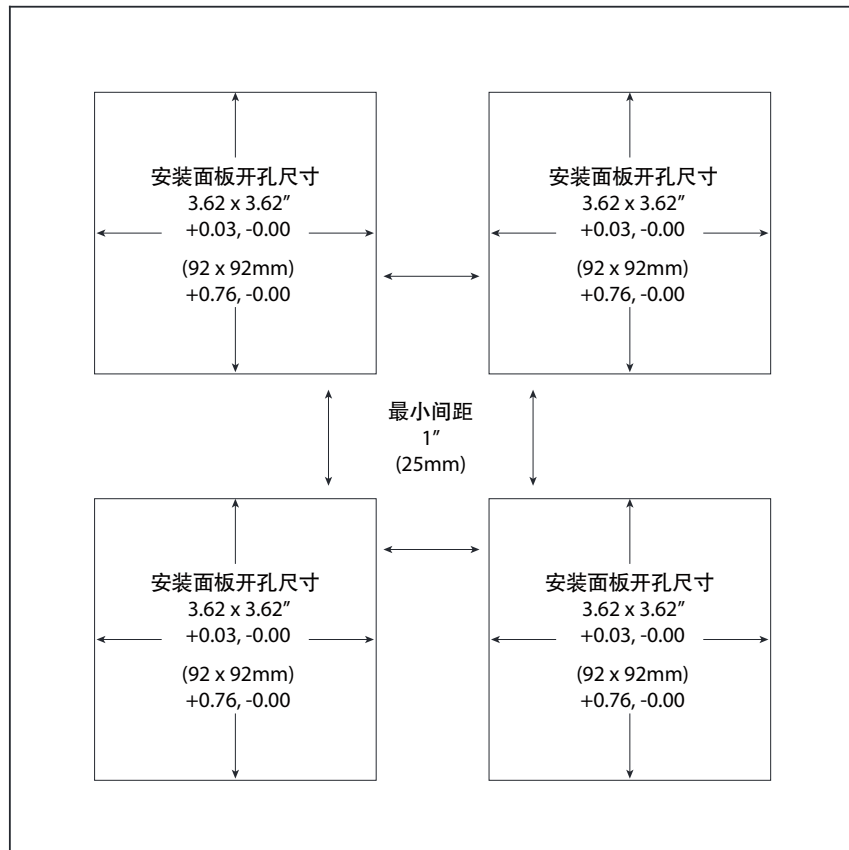 安装面板开孔尺寸
3.62 x 3.62″
+0.03, -0.00
(92 x 92mm)
+0.76, -0.00
安装面板开孔尺寸
3.62 x 3.62″
+0.03, -0.00
(92 x 92mm)
+0.76, -0.00
最小间距
1″
(25mm)
安装面板开孔尺寸
3.62 x 3.62″
+0.03, -0.00
(92 x 92mm)
+0.76, -0.00
安装面板开孔尺寸
3.62 x 3.62″
+0.03, -0.00
(92 x 92mm)
+0.76, -0.00